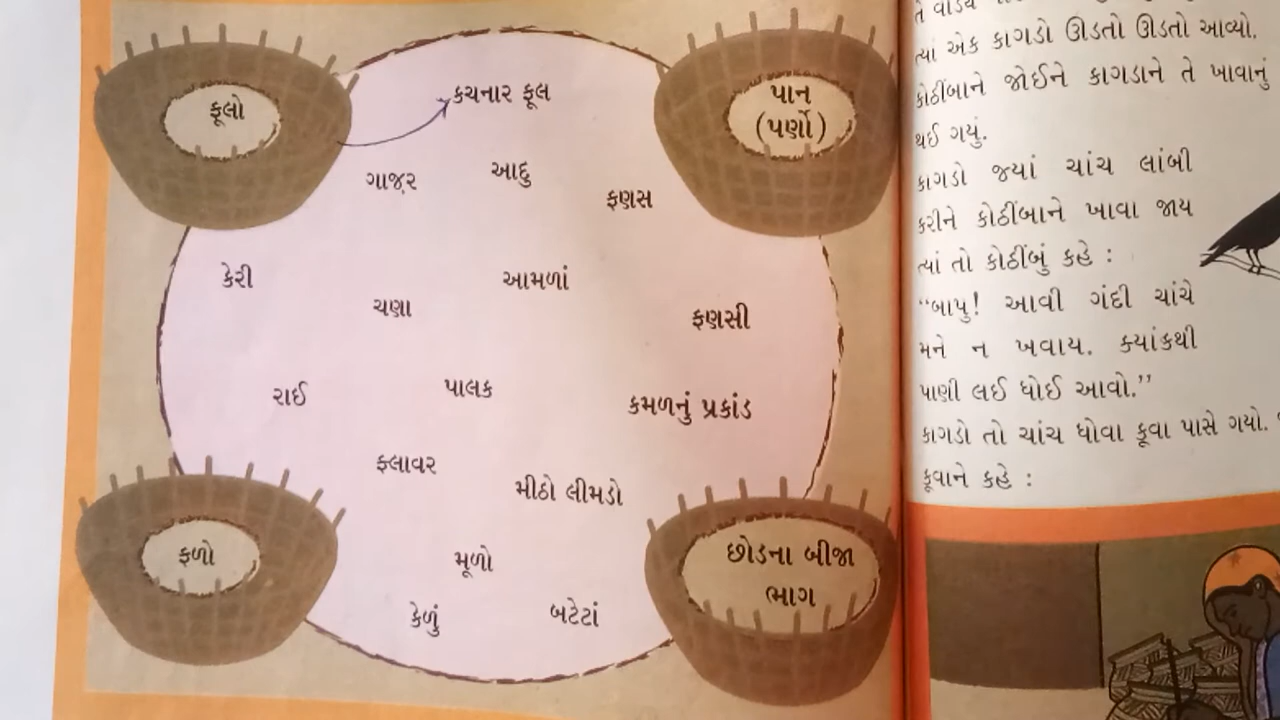 ફૂલો
કચનાર ફૂલ
પાન
(પર્ણો)
ગાજર
આદુ
ફણસ
કેરી
ચણા
આમળાં
ફણસી
રાઈ
પાલક
કમળનું પ્રકાંડ
ફ્લાવર
મીઠો લીમડો
ફળો
મૂળો
છોડના બીજા
ભાગ
કેળું
બટેટાં
ત્યાં એક કાગડો ઊડતો ઊડતો આવ્યો.
કોઠીંબાને જોઈને કાગડાને તે ખાવાનું
થઈ ગયું.
કાગડો જ્યાં ચાંચ લાંબી
કરીને કોઠીંબાને ખાવા જાય
ત્યાં તો કોઠીંબું કહે :
“બાપુ! આવી ગંદી ચાંચે
મને ન ખવાય. ક્યાંકથી
પાણી લઈ ધોઈ આવો.”
કાગડો તો ચાંચ ધોવા કૂવા પાસે ગયો.
કૂવાને કહે :